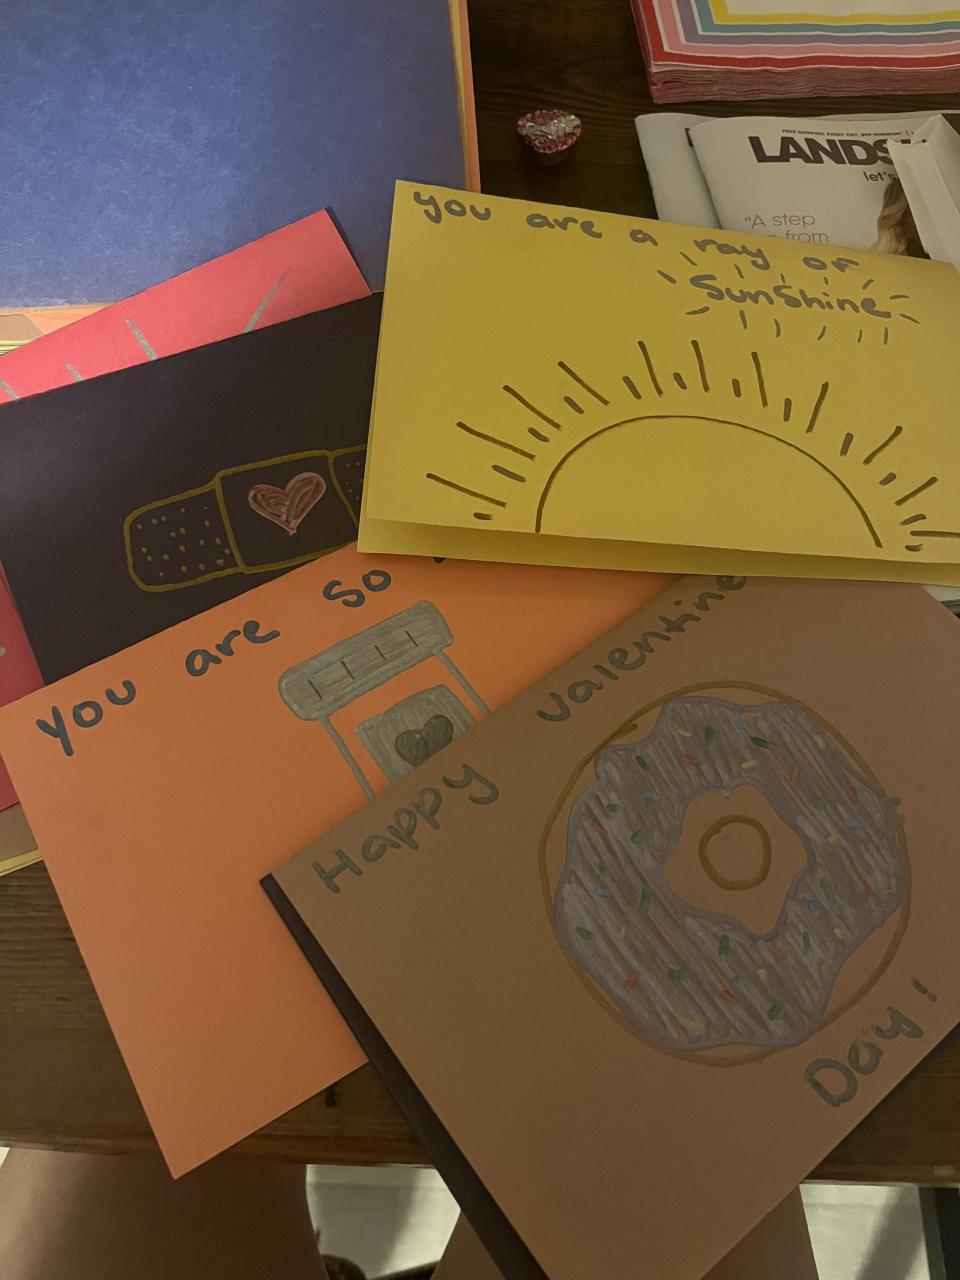 LANDS
let's
"A step
from
you are a ray of
Sunshine
you are so
Happy Valentine
Day!